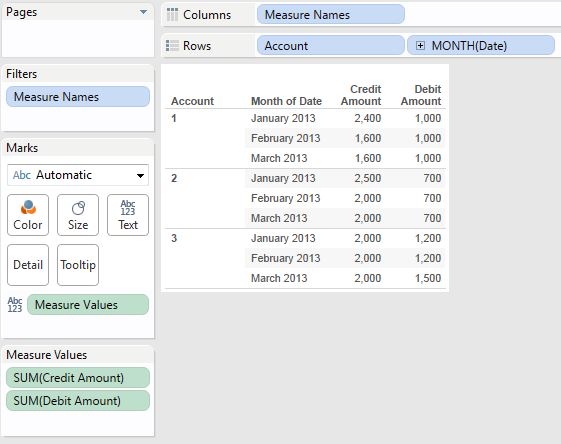 Pages
Columns Measure Names
Rows Account MONTH(Date)
Filters
Measure Names
Marks
Abc Automatic
Color Size Abc 123 Text
Detail Tooltip
Abc 123 Measure Values
Measure Values
SUM(Credit Amount)
SUM(Debit Amount)
Account Month of Date Credit Amount Debit Amount
1 January 2013 2,400 1,000
February 2013 1,600 1,000
March 2013 1,600 1,000
2 January 2013 2,500 700
February 2013 2,000 700
March 2013 2,000 700
3 January 2013 2,000 1,200
February 2013 2,000 1,200
March 2013 2,000 1,500